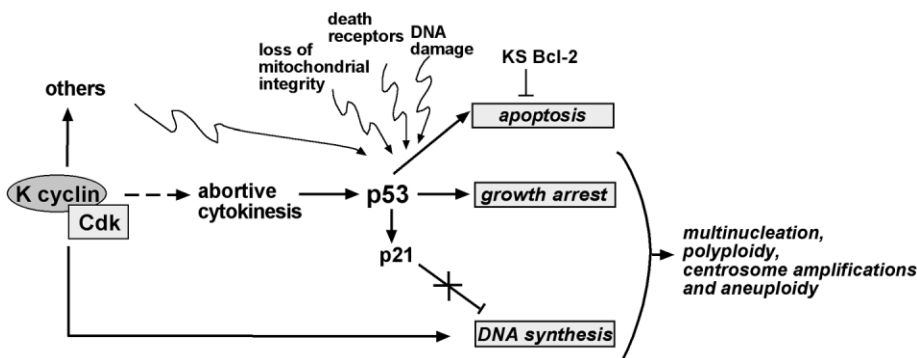 death
receptors
DNA
damage
loss of
mitochondrial
integrity
KS Bcl-2
others
apoptosis
K cyclin
Cdk
abortive
cytokinesis
p53
growth arrest
p21
multinucleation,
polyploidy,
centrosome amplifications
and aneuploidy
DNA synthesis